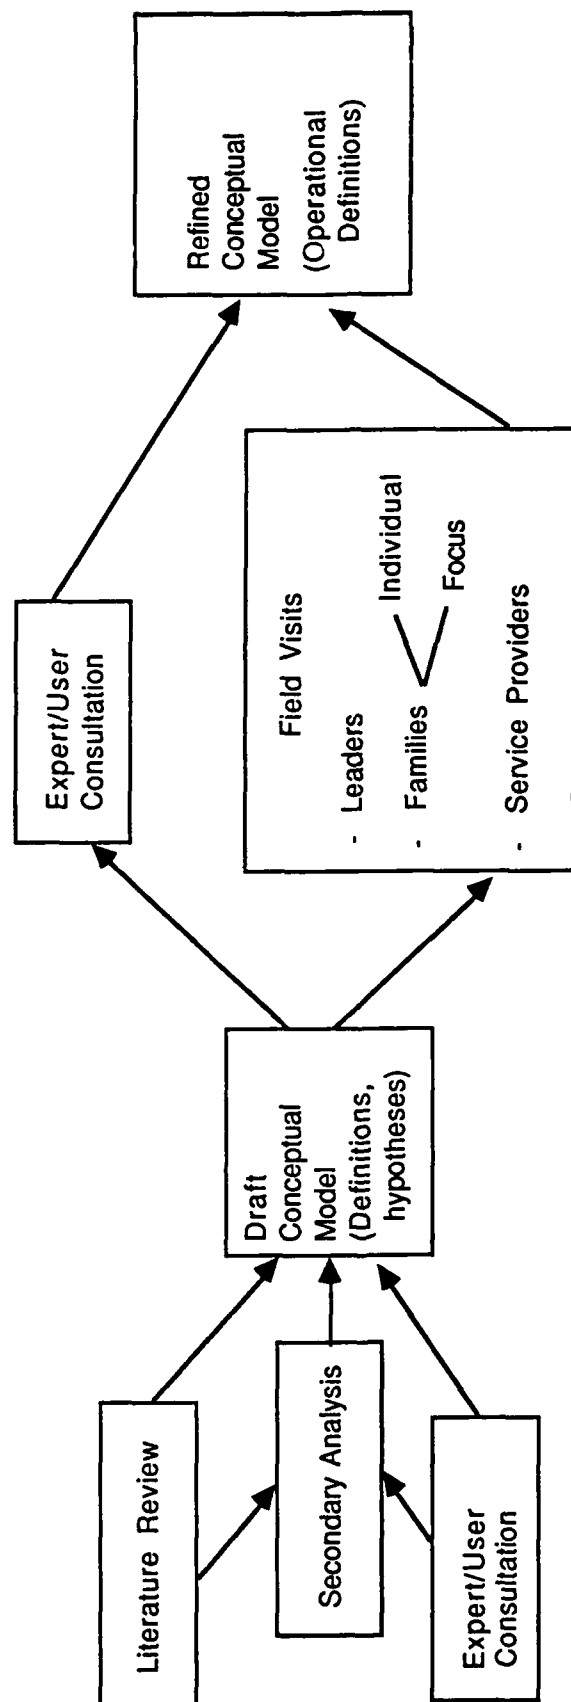 Literature Review
Secondary Analysis
Expert/User
Consultation
Draft
Conceptual
Model
(Definitions,
hypotheses)
Expert/User
Consultation
Field Visits
- Leaders
- Families
Individual
Focus
- Service Providers
Refined
Conceptual
Model
(Operational
Definitions)